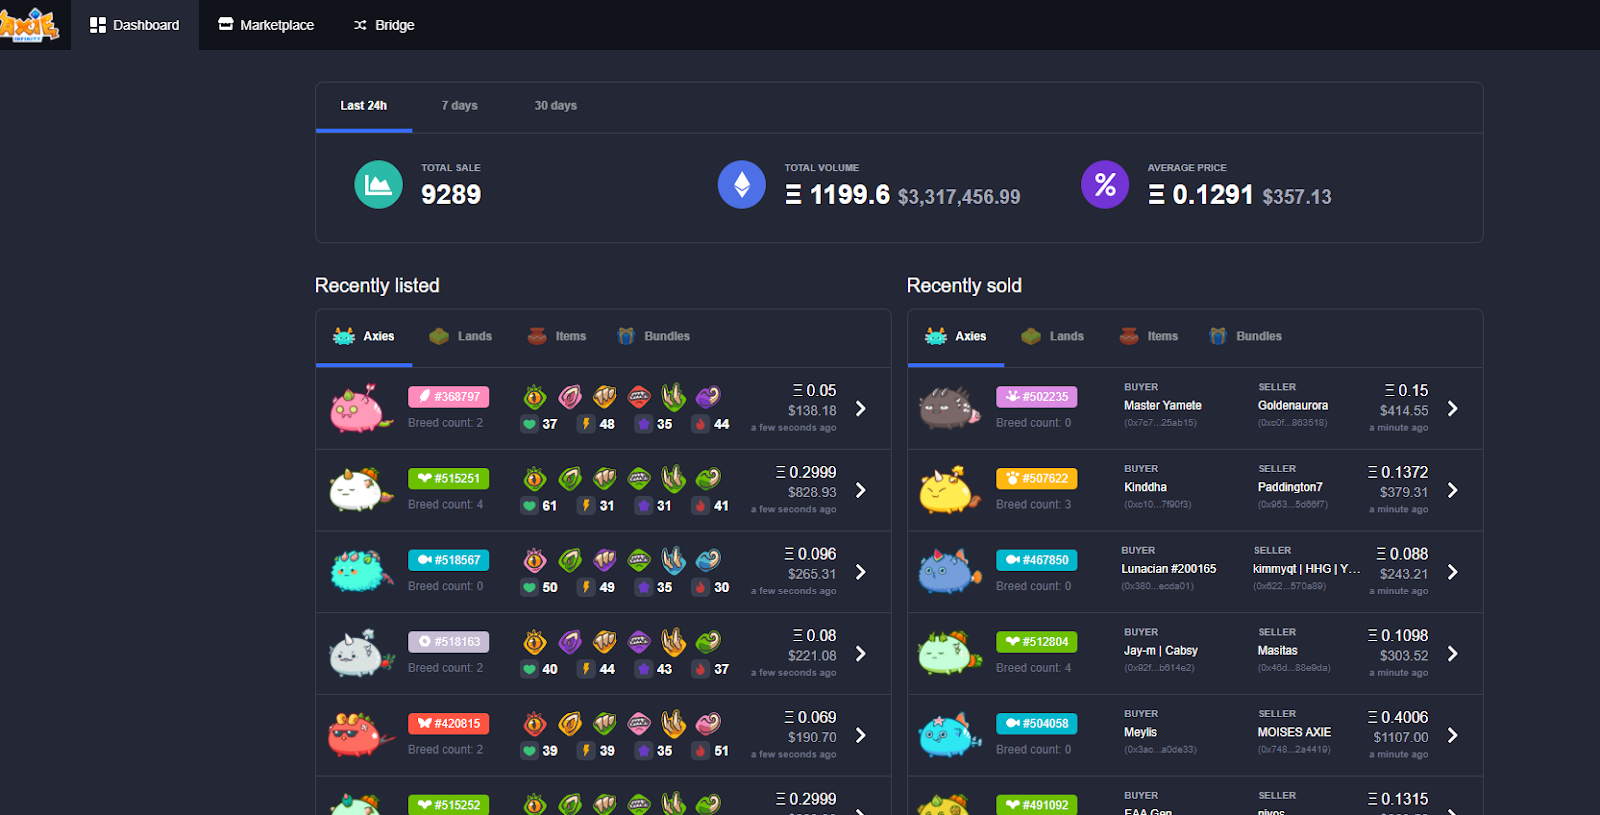 AXIE
INFINITY
Dashboard
Marketplace
Bridge
Last 24h
7 days
30 days
TOTAL SALE
9289
TOTAL VOLUME
Ξ 1199.6 $3,317,456.99
AVERAGE PRICE
Ξ 0.1291 $357.13
Recently listed
Axies
Lands
Items
Bundles
#368797
Breed count: 2
37 48 35 44
Ξ 0.05
$138.18
a few seconds ago
#515251
Breed count: 4
61 31 31 41
Ξ 0.2999
$828.93
a few seconds ago
#518567
Breed count: 0
50 49 35 30
Ξ 0.096
$265.31
a few seconds ago
#518163
Breed count: 2
40 44 43 37
Ξ 0.08
$221.08
a few seconds ago
#420815
Breed count: 2
39 39 35 51
Ξ 0.069
$190.70
a few seconds ago
#515252
Ξ 0.2999
Recently sold
Axies
Lands
Items
Bundles
#502235
Breed count: 0
BUYER
Master Yamete
(0x7c7...25ab15)
SELLER
Goldenaurora
(0xc0f...863518)
Ξ 0.15
$414.55
a minute ago
#507622
Breed count: 3
BUYER
Kinddha
(0xc10...7f90f3)
SELLER
Paddington7
(0x953...5d66f7)
Ξ 0.1372
$379.31
a minute ago
#467850
Breed count: 0
BUYER
Lunacian #200165
(0x380...ecda01)
SELLER
kimmyqt | HHG | Y...
(0x622...570a89)
Ξ 0.088
$243.21
a minute ago
#512804
Breed count: 4
BUYER
Jay-m | Cabsy
(0x92f...b614e2)
SELLER
Masitas
(0x46d...88e9da)
Ξ 0.1098
$303.52
a minute ago
#504058
Breed count: 0
BUYER
Meylis
(0x3ac...a0de33)
SELLER
MOISES AXIE
(0x748...2a4419)
Ξ 0.4006
$1107.00
a minute ago
#491092
BUYER
SELLER
Ξ 0.1315